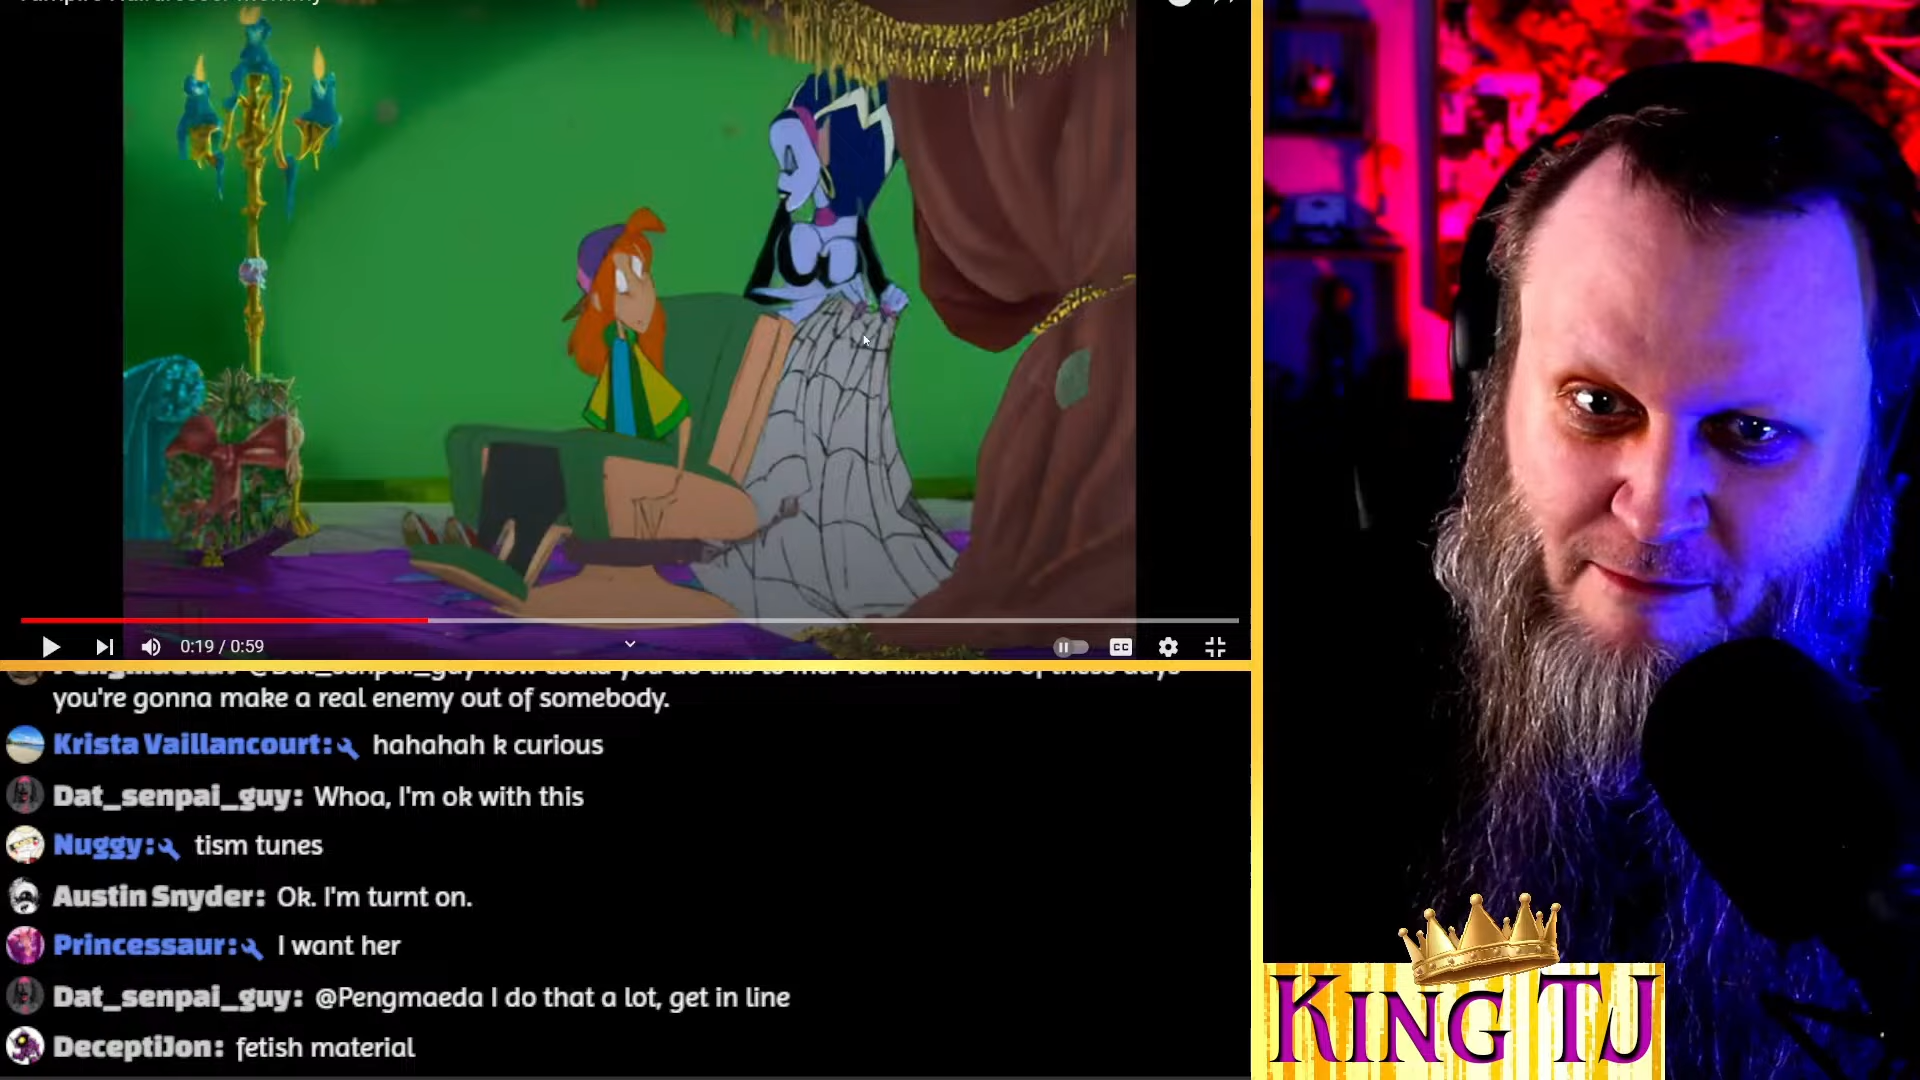 0:19 / 0:59
CC
you're gonna make a real enemy out of somebody.
Krista Vaillancourt: hahahah k curious
Dat_senpai_guy: Whoa, I'm ok with this
Nuggy: tism tunes
Austin Snyder: Ok. I'm turnt on.
Princessaur: I want her
Dat_senpai_guy: @Pengmaeda I do that a lot, get in line
DeceptiJon: fetish material
KING TJ